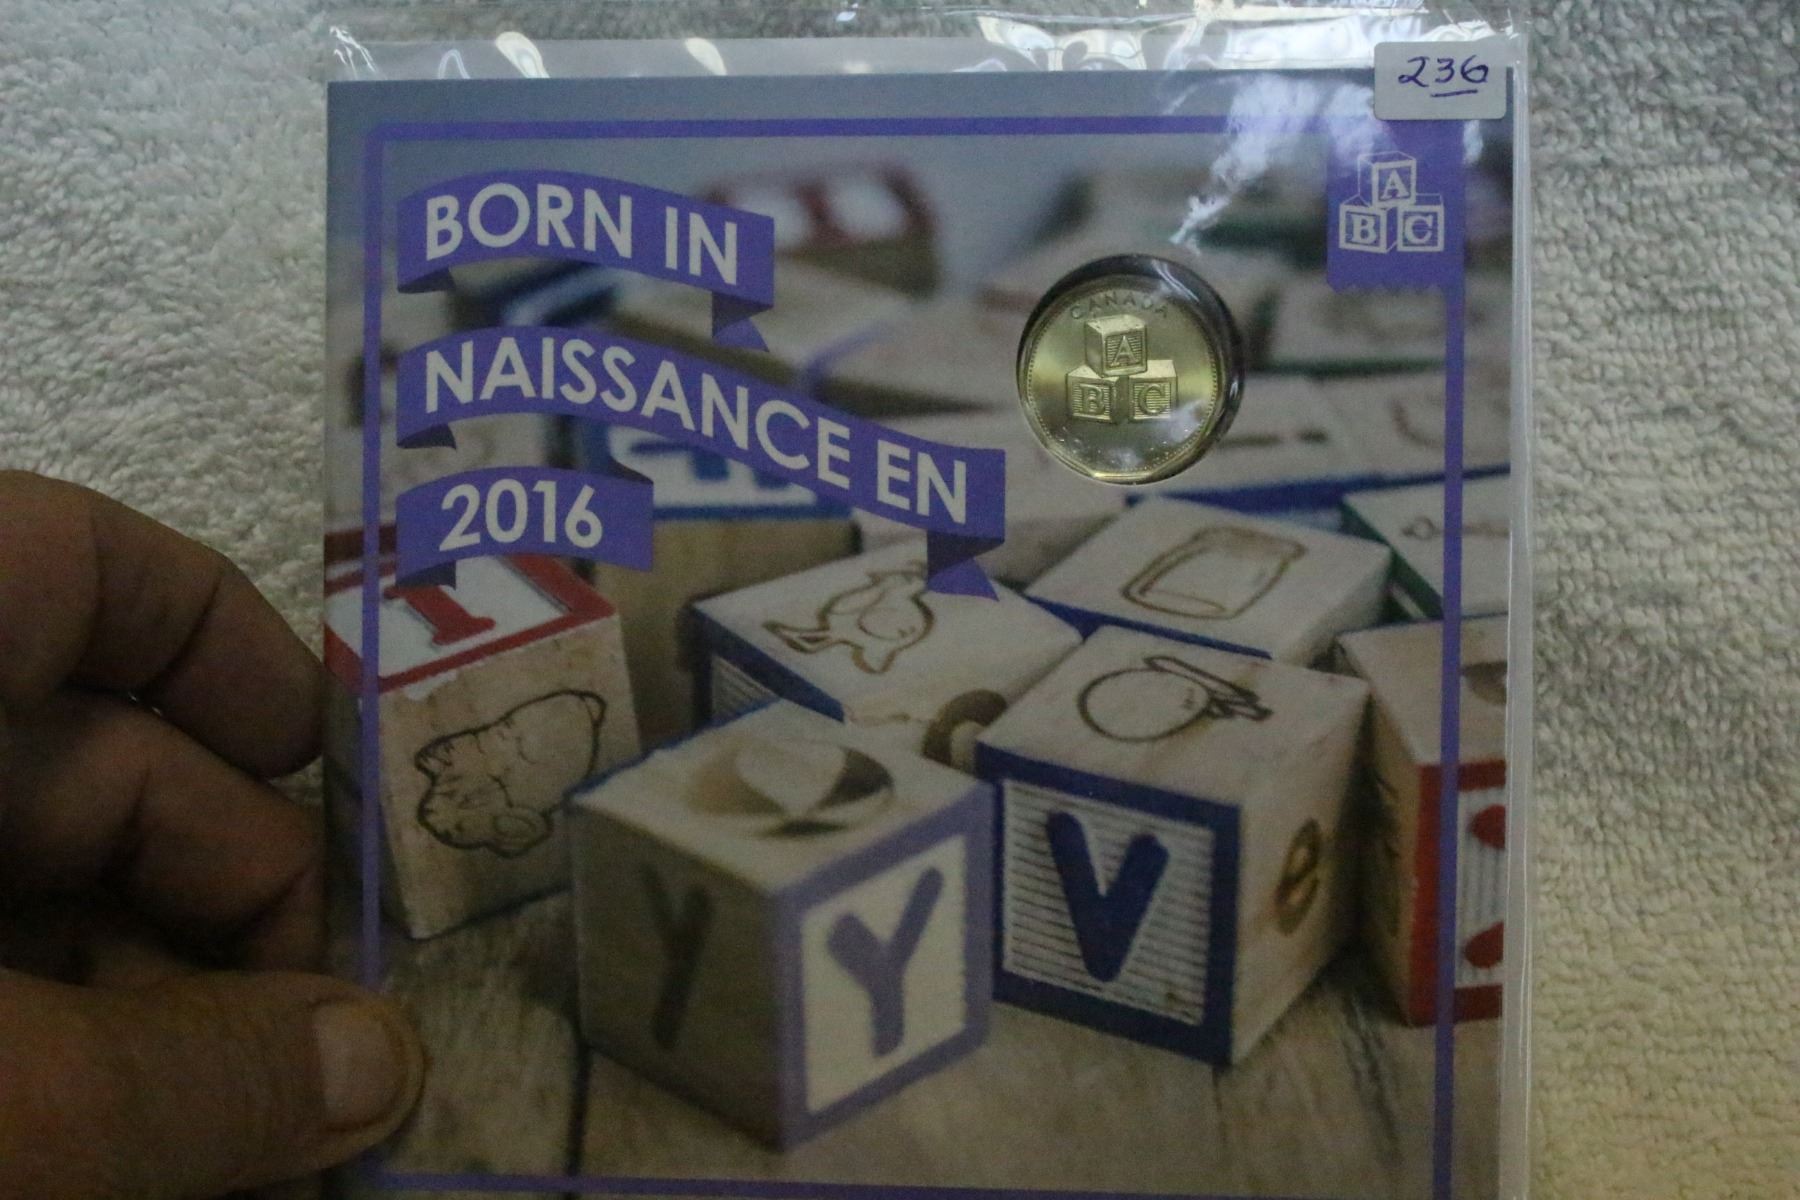 236
BORN IN
NAISSANCE EN
2016
A
B C
CANADA
A
B C
Y Y
V
e